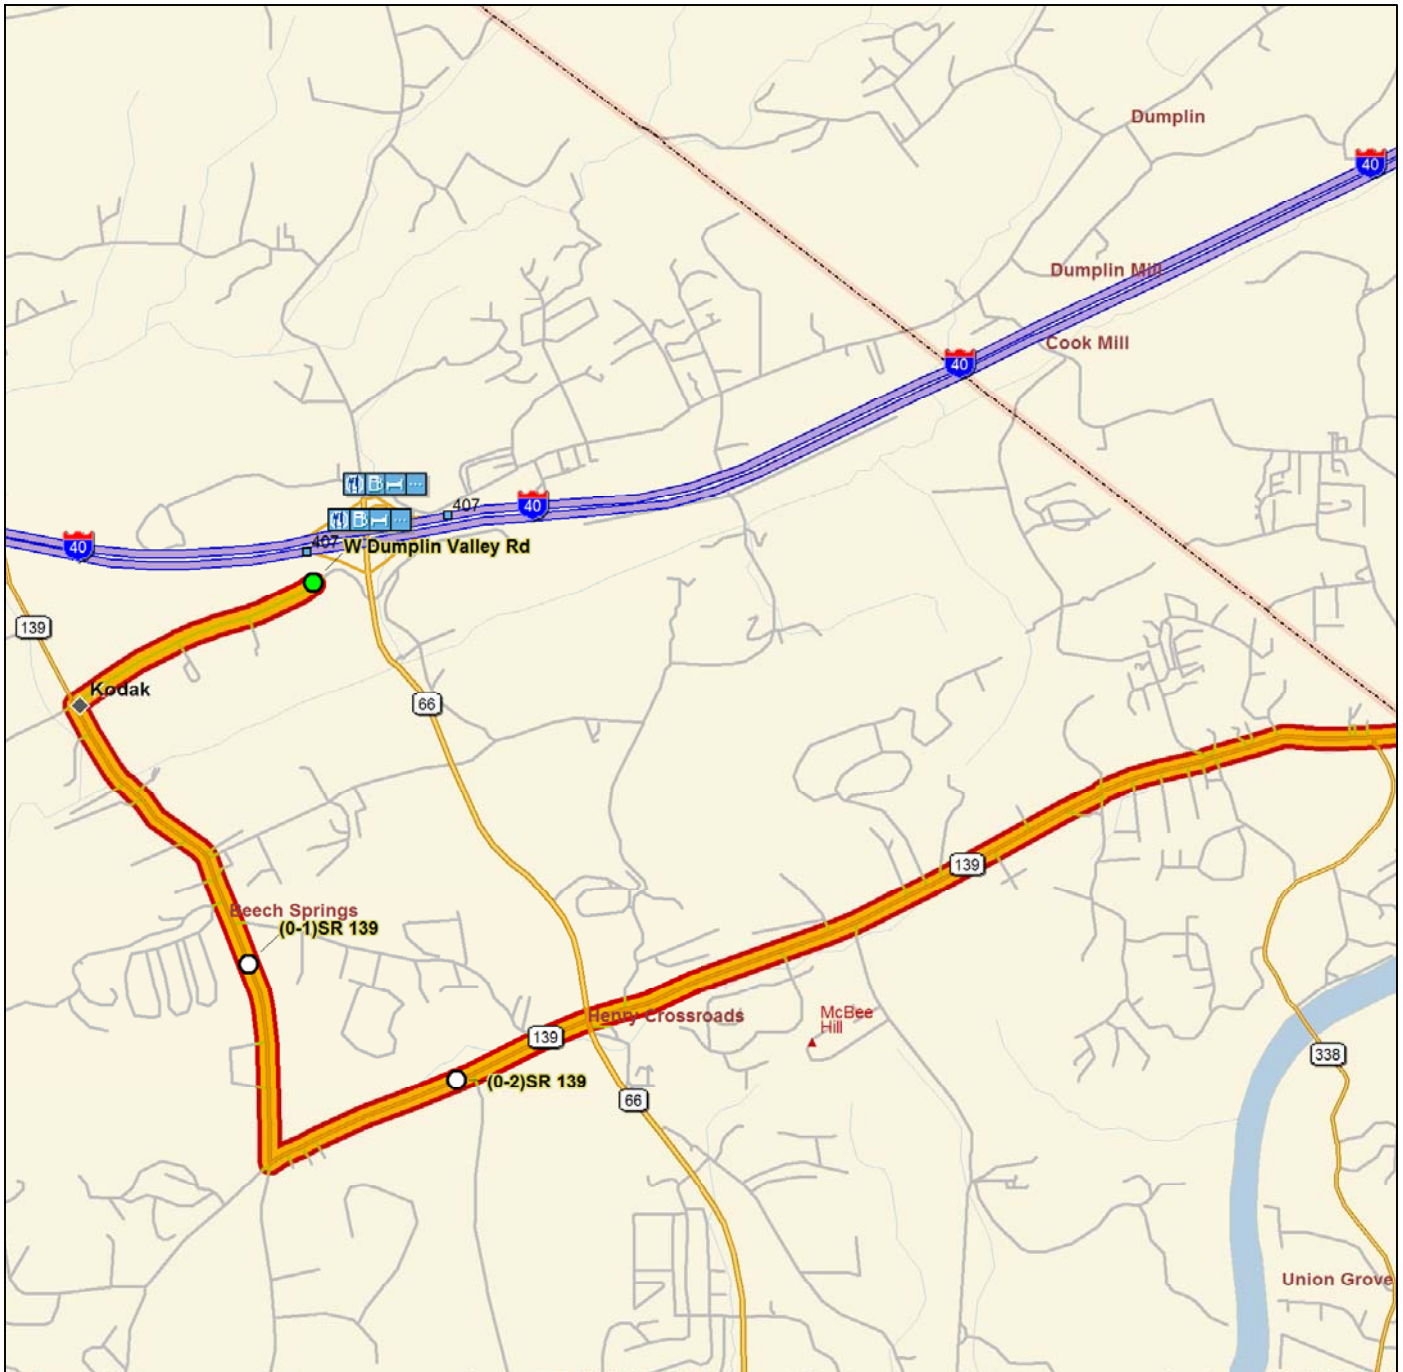 Dumplin
40
Dumplin Mill
Cook Mill
40
407
40
407
40
W Dumplin Valley Rd
139
Kodak
66
139
Beech Springs
(0-1)SR 139
McBee
Hill
Henry Crossroads
139
338
(0-2)SR 139
66
Union Grove